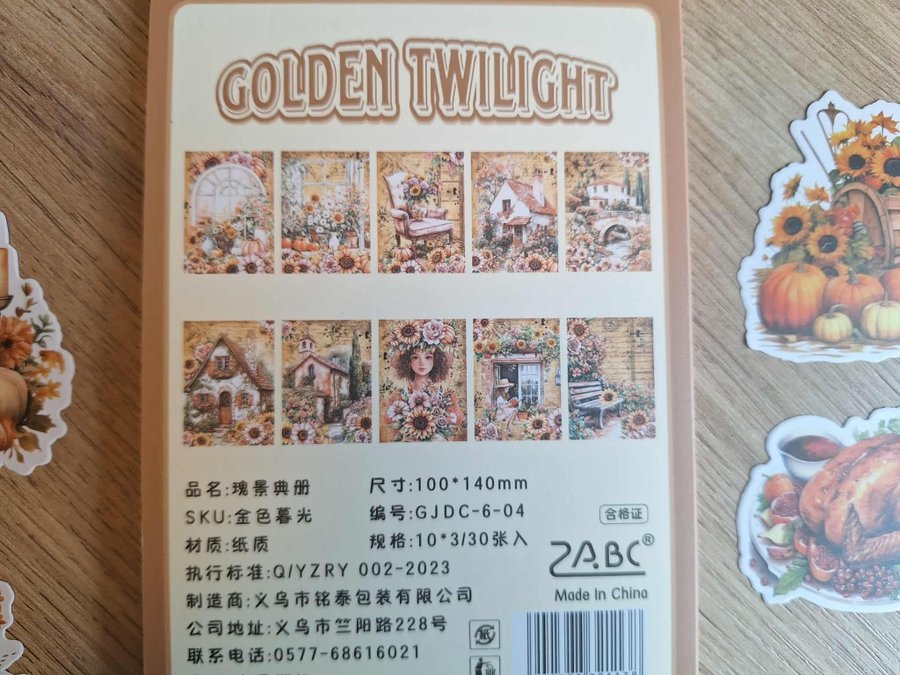 GOLDEN TWILIGHT
品名:瑰景典册
尺寸:100*140mm
SKU:金色暮光
编号:GJDC-6-04
合格证
材质:纸质
规格:10*3/30张入
ZABC®
执行标准:Q/YZRY 002-2023
Made In China
制造商:义乌市铭泰包装有限公司
公司地址:义乌市竺阳路228号
纸
联系电话:0577-68616021